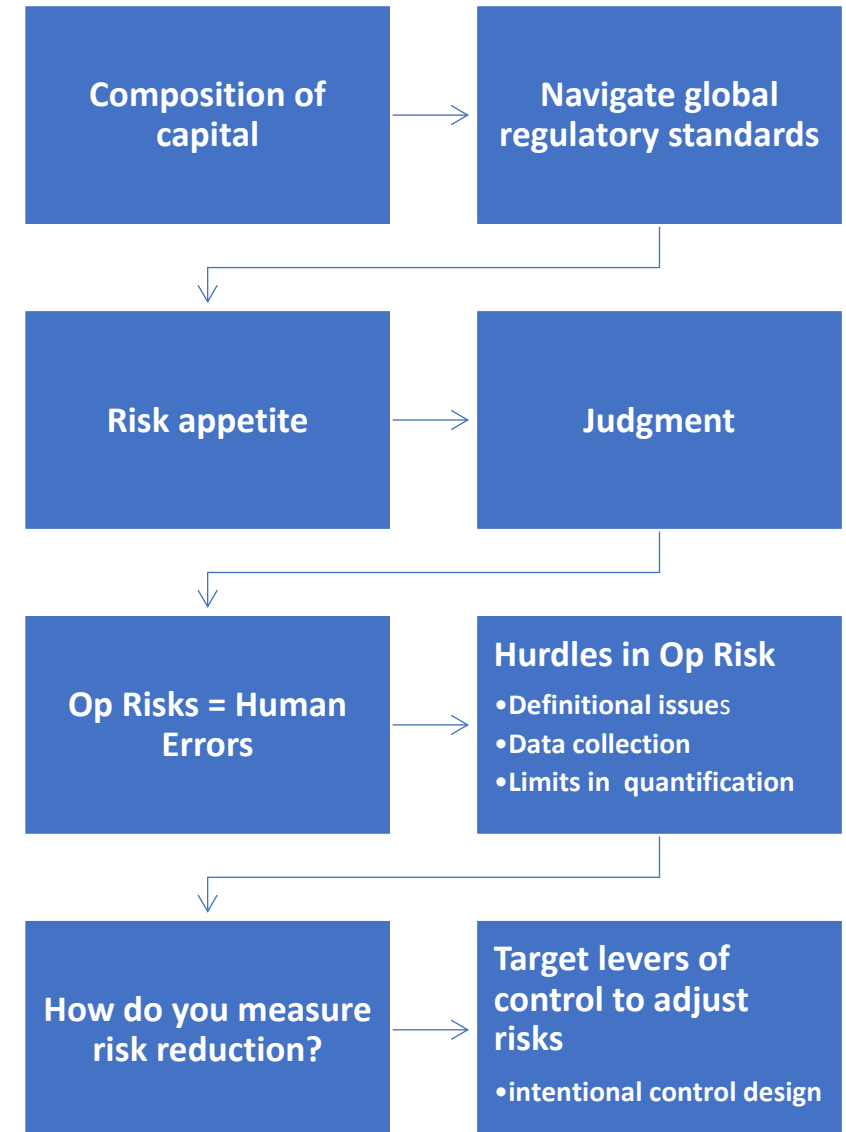 Composition of
capital
Navigate global
regulatory standards
Risk appetite
Judgment
Op Risks = Human
Errors
Hurdles in Op Risk
•Definitional issues
•Data collection
•Limits in  quantification
How do you measure
risk reduction?
Target levers of
control to adjust
risks
•intentional control design